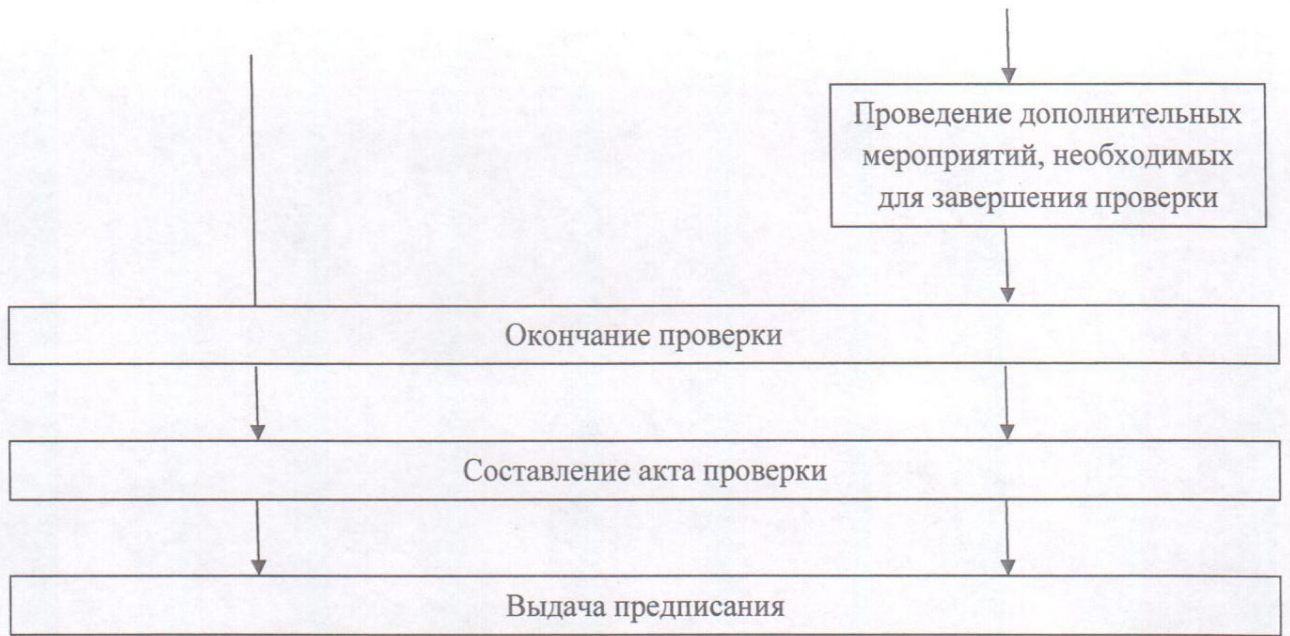 Проведение дополнительных
мероприятий, необходимых
для завершения проверки
Окончание проверки
Составление акта проверки
Выдача предписания